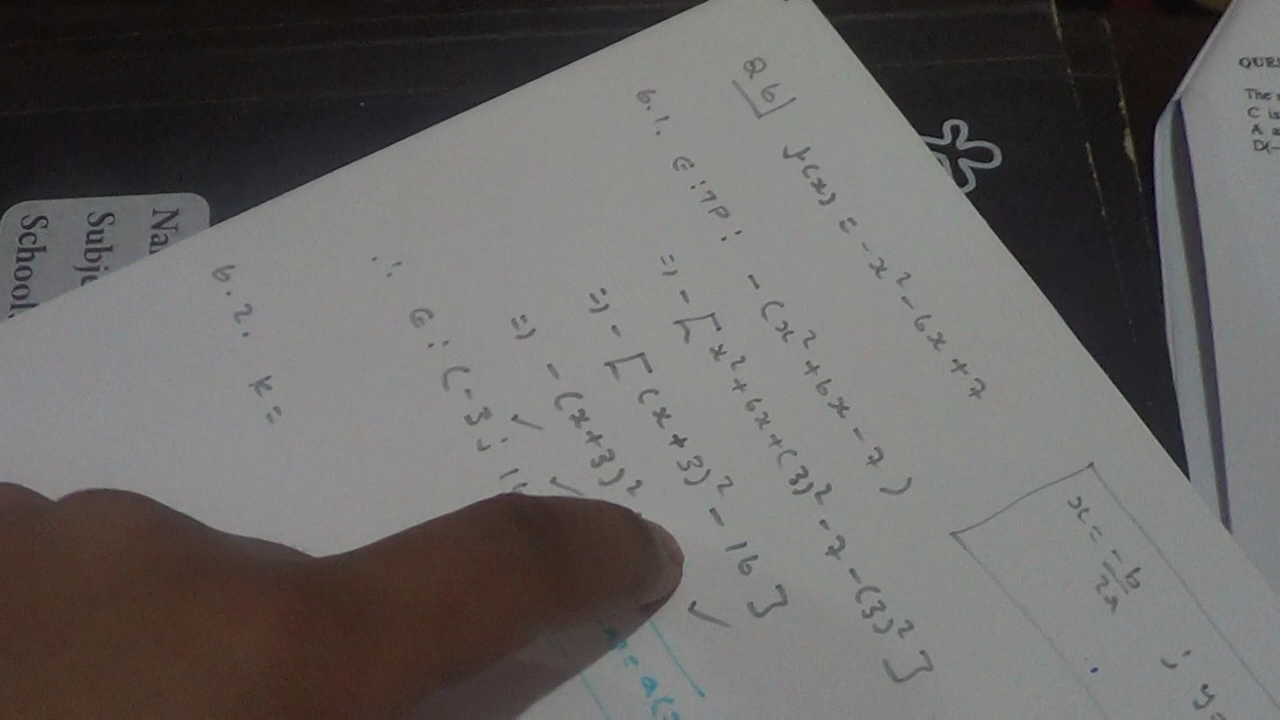 Q6
f(x) = -x² - 6x + 7
6.1. G: TP: -(x² + 6x - 7)
=) -[x² + 6x + (3)² - 7 - (3)²]
=) -[(x + 3)² - 16]
=) -(x+3)²
∴ G: (-3;
6.2. K =
x = -b/2a ; y=
= a(
Na
Subje
School
QUE
The
C is
A a
D(-